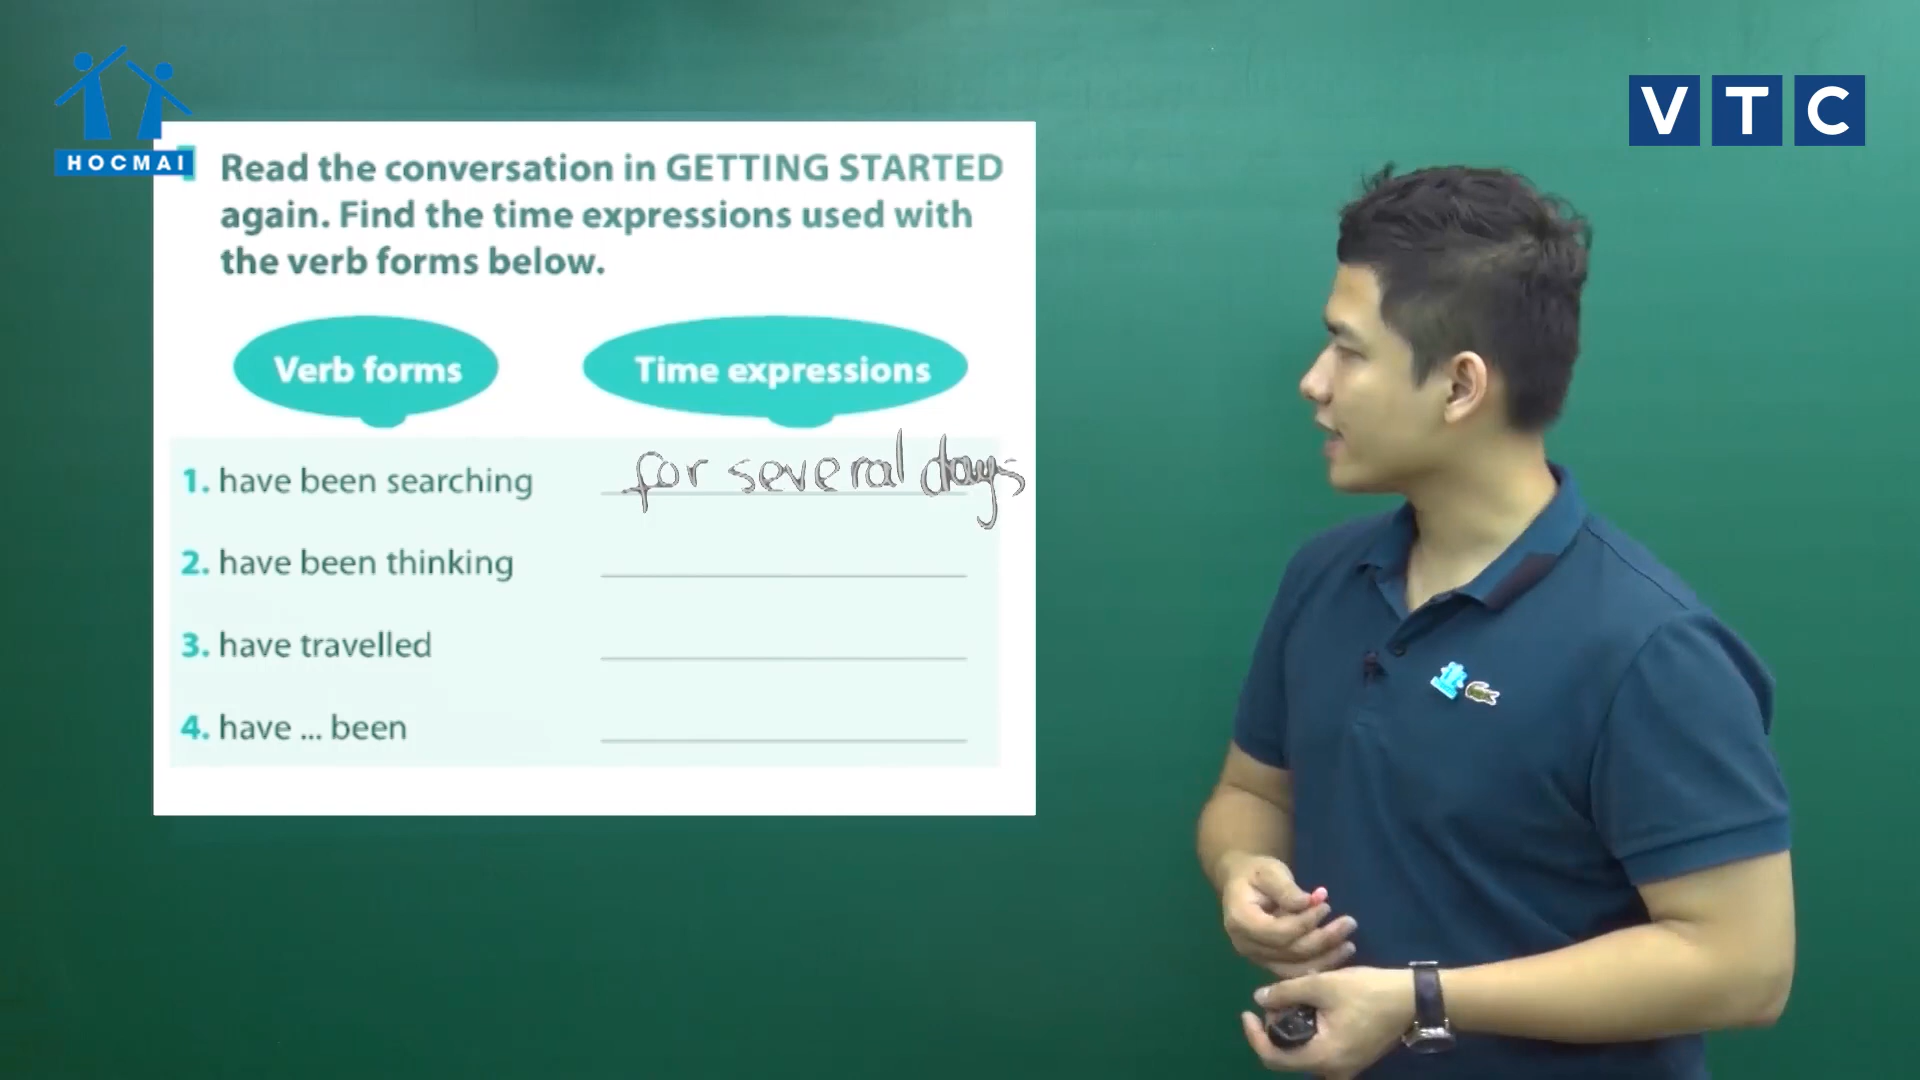 HOCMAI
VTC
Read the conversation in GETTING STARTED
again. Find the time expressions used with
the verb forms below.
Verb forms
Time expressions
1. have been searching
for several days
2. have been thinking
3. have travelled
4. have ... been